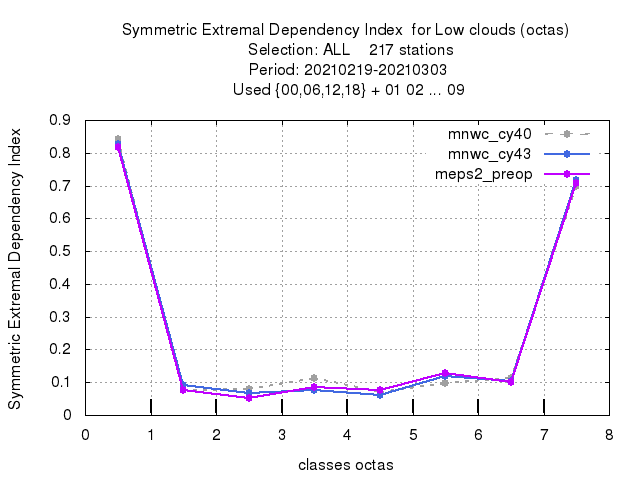 Symmetric Extremal Dependency Index  for Low clouds (octas)
Selection: ALL    217 stations
Period: 20210219-20210303
Used {00,06,12,18} + 01 02 ... 09
Symmetric Extremal Dependency Index
0.9
0.8
0.7
0.6
0.5
0.4
0.3
0.2
0.1
0
mnwc_cy40
mnwc_cy43
meps2_preop
0 1 2 3 4 5 6 7 8
classes octas